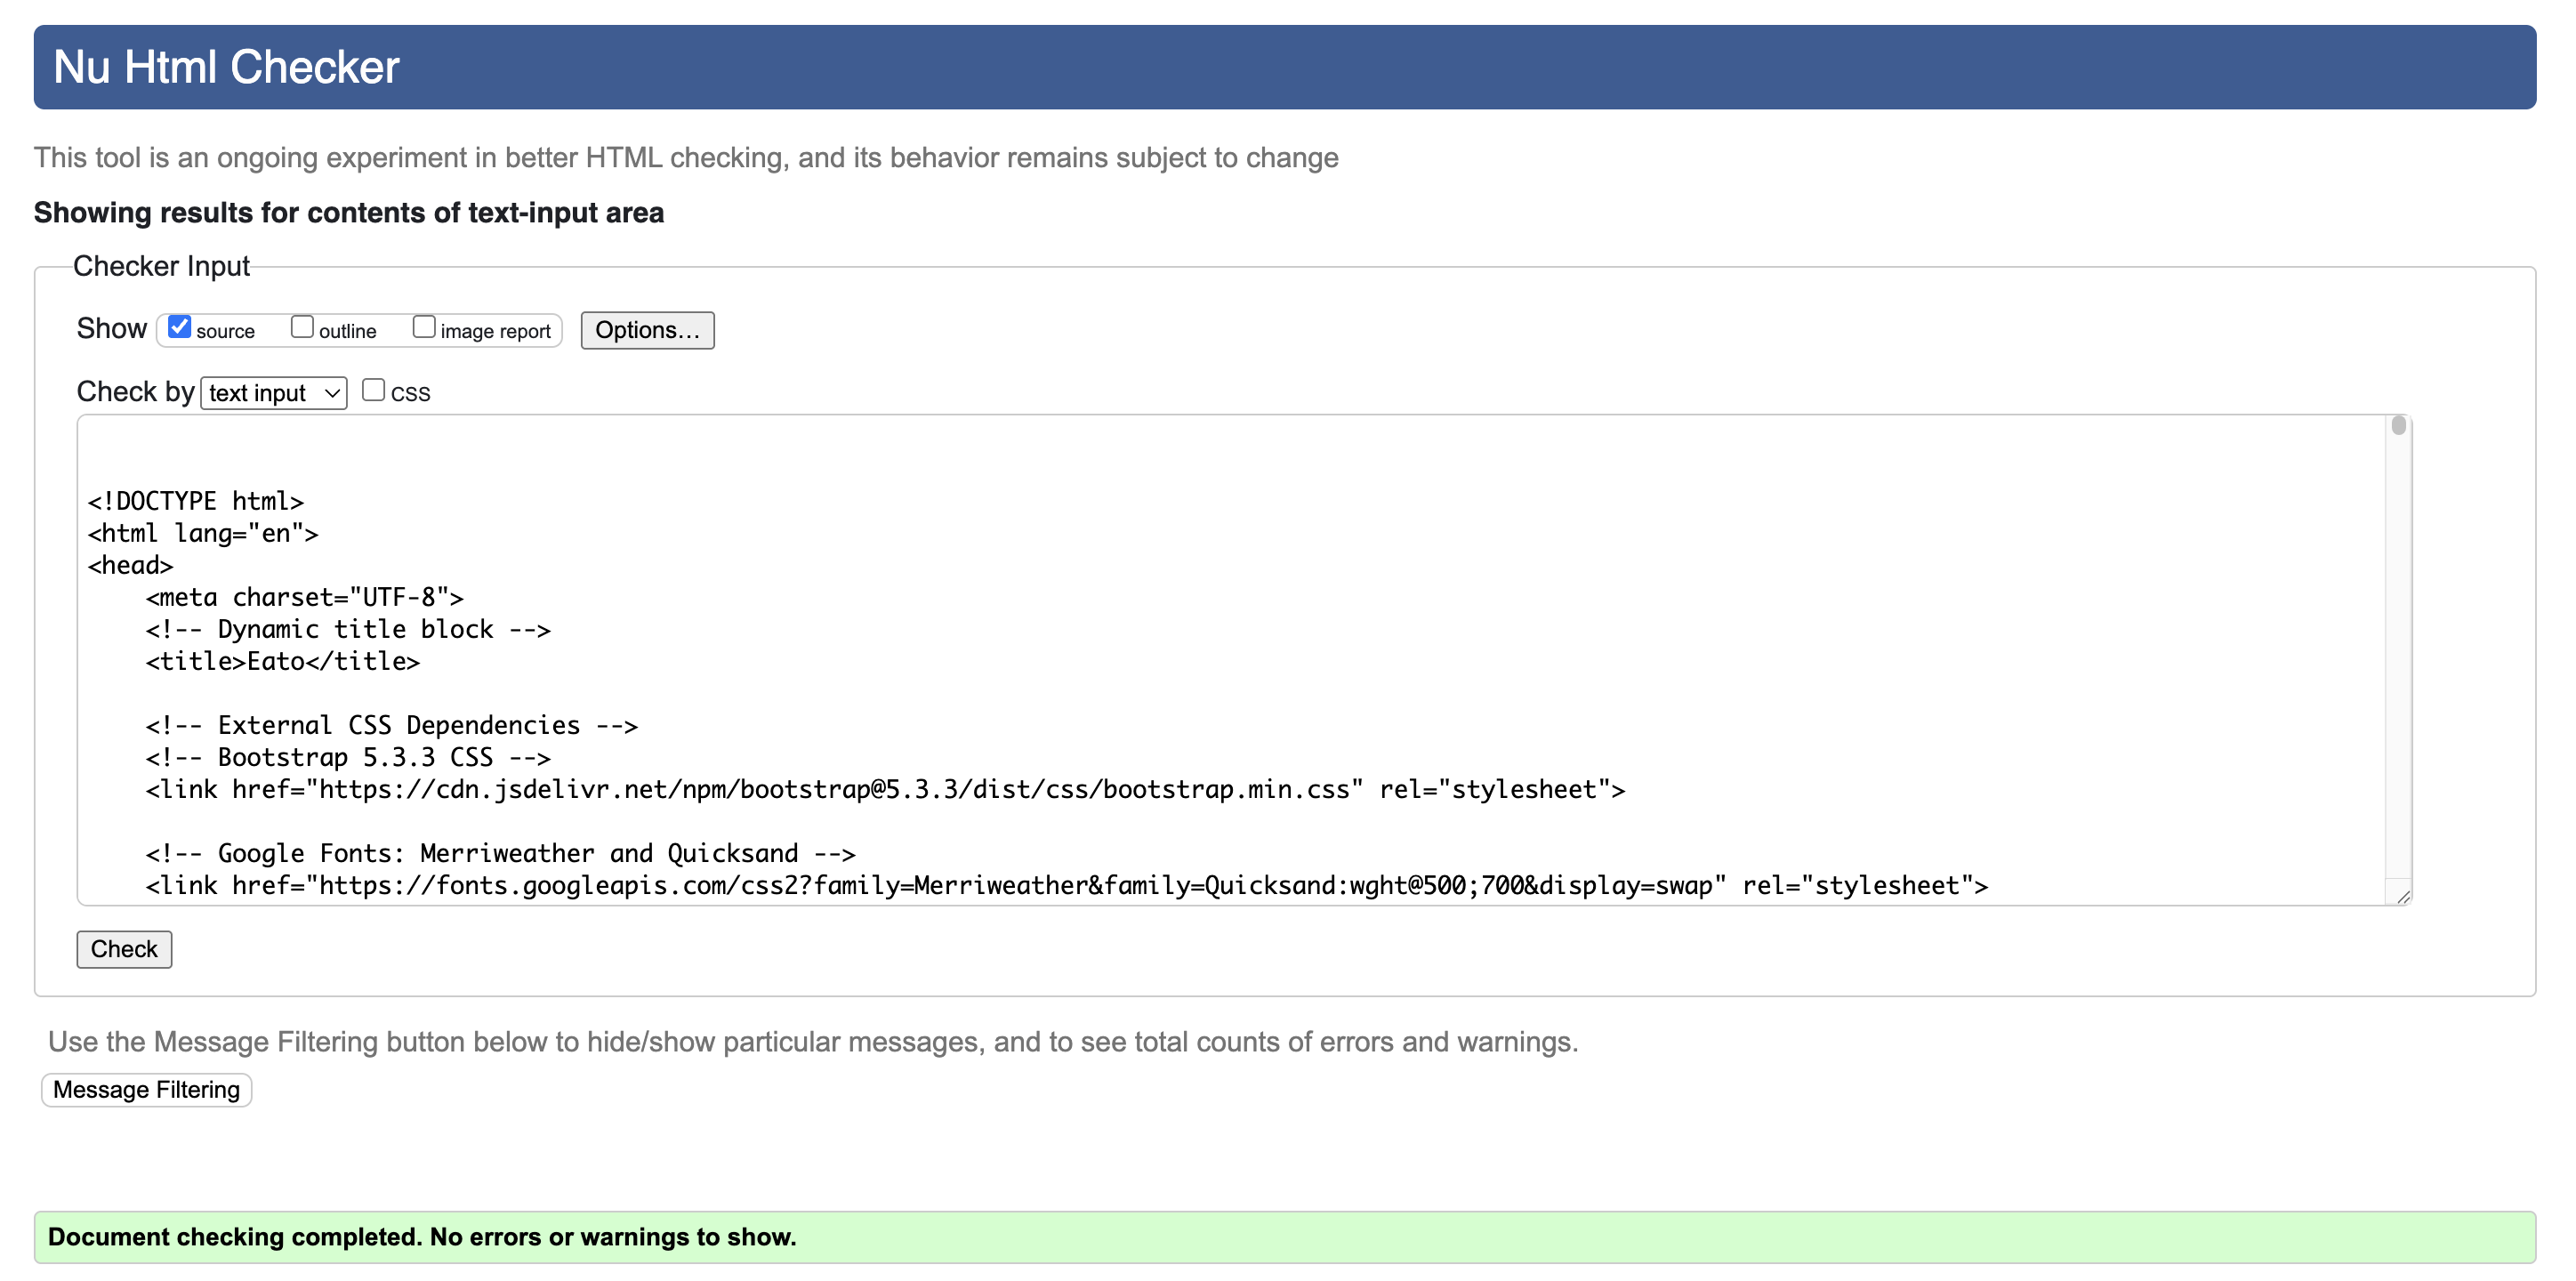 Nu Html Checker
This tool is an ongoing experiment in better HTML checking, and its behavior remains subject to change
Showing results for contents of text-input area
Checker Input
Show source outline image report Options...
Check by text input CSS
<!DOCTYPE html>
<html lang="en">
<head>
    <meta charset="UTF-8">
    <!-- Dynamic title block -->
    <title>Eato</title>
    <!-- External CSS Dependencies -->
    <!-- Bootstrap 5.3.3 CSS -->
    <link href="https://cdn.jsdelivr.net/npm/bootstrap@5.3.3/dist/css/bootstrap.min.css" rel="stylesheet">
    <!-- Google Fonts: Merriweather and Quicksand -->
    <link href="https://fonts.googleapis.com/css2?family=Merriweather&family=Quicksand:wght@500;700&display=swap" rel="stylesheet">
Check
Use the Message Filtering button below to hide/show particular messages, and to see total counts of errors and warnings.
Message Filtering
Document checking completed. No errors or warnings to show.